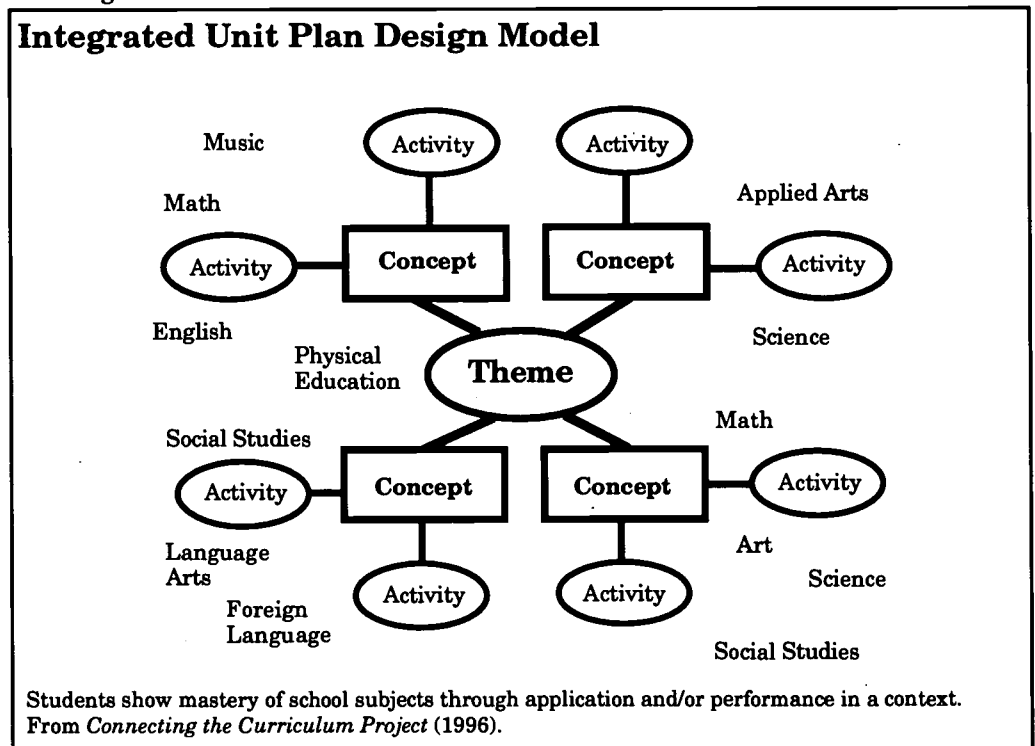 Integrated Unit Plan Design Model
Music
Activity
Activity
Math
Applied Arts
Activity
Concept
Concept
Activity
English
Physical
Education
Theme
Science
Social Studies
Math
Activity
Concept
Concept
Activity
Language
Arts
Art
Science
Foreign
Language
Activity
Activity
Social Studies
Students show mastery of school subjects through application and/or performance in a context.
From Connecting the Curriculum Project (1996).